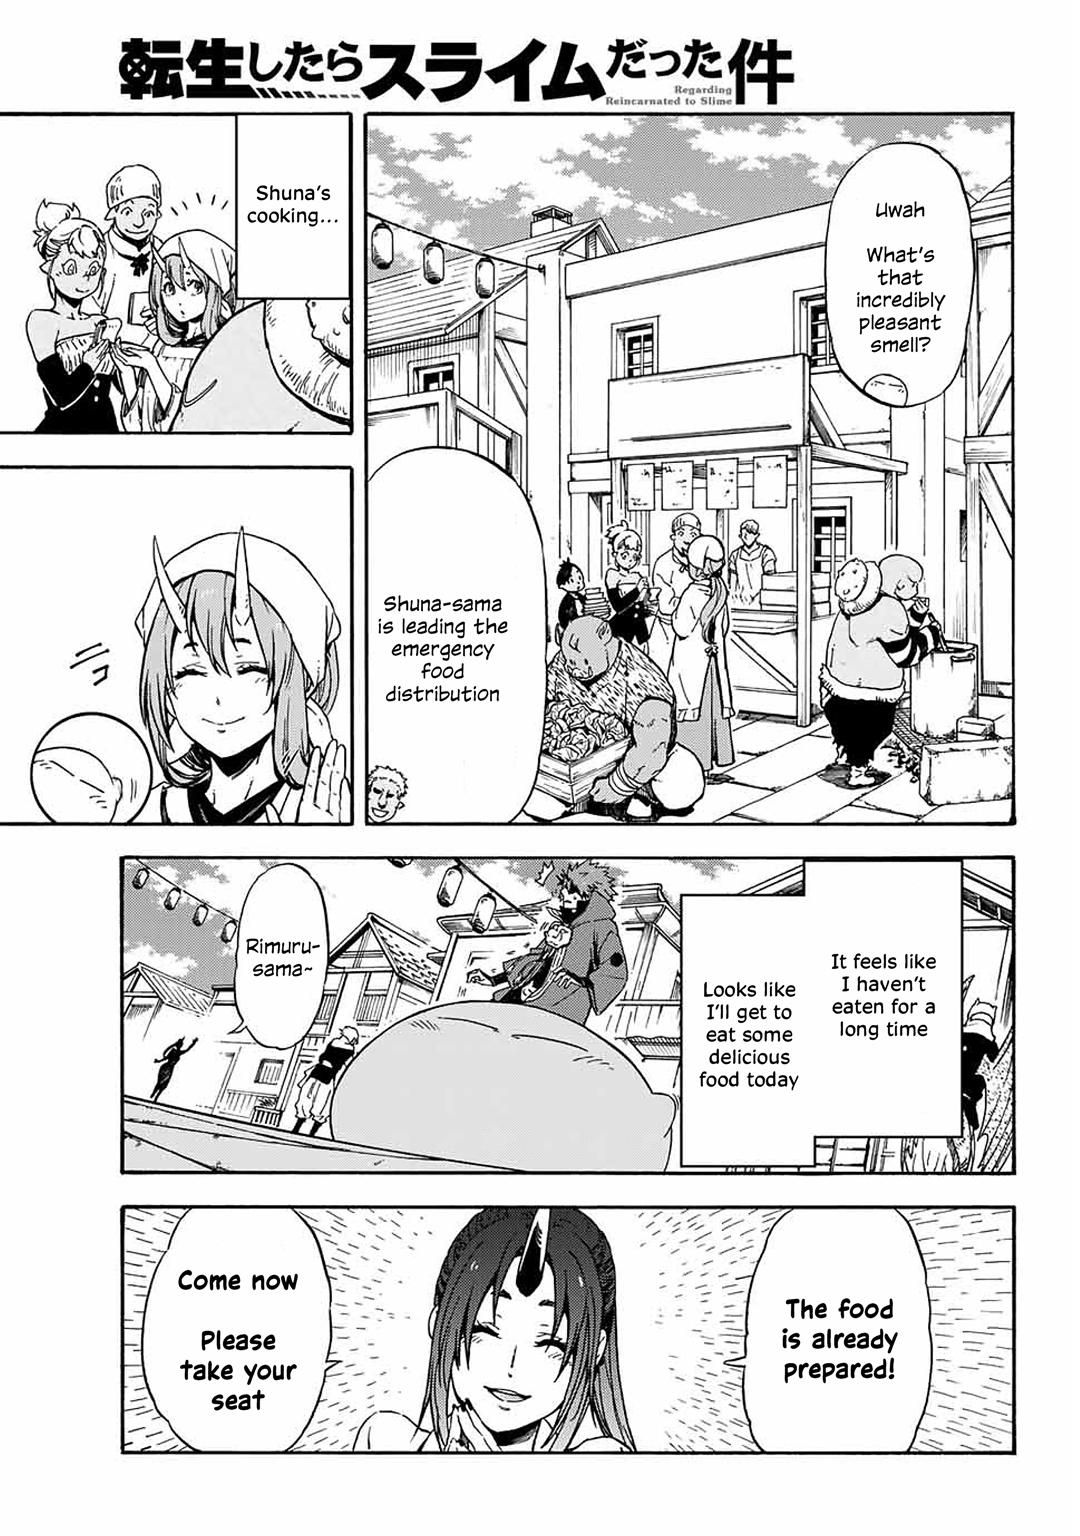 転生したらスライムだった件
Regarding
Reincarnated to Slime
Uwah
What's
that
incredibly
pleasant
smell?
Shuna-sama
is leading the
emergency
food
distribution
Shuna's
cooking...
It feels like
I haven't
eaten for a
long time
Looks like
I'll get to
eat some
delicious
food today
Rimuru-
sama~
The food
is already
prepared!
Come now
Please
take your
seat